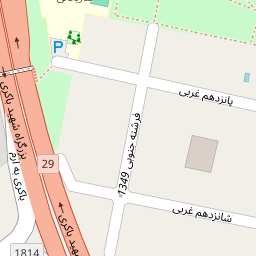 P
پانزدهم غربی
فرشته جنوبی 1349
بزرگراه شهید باکری
باکری به ارم
29
شانزدهم غربی
شهید باکری
1814